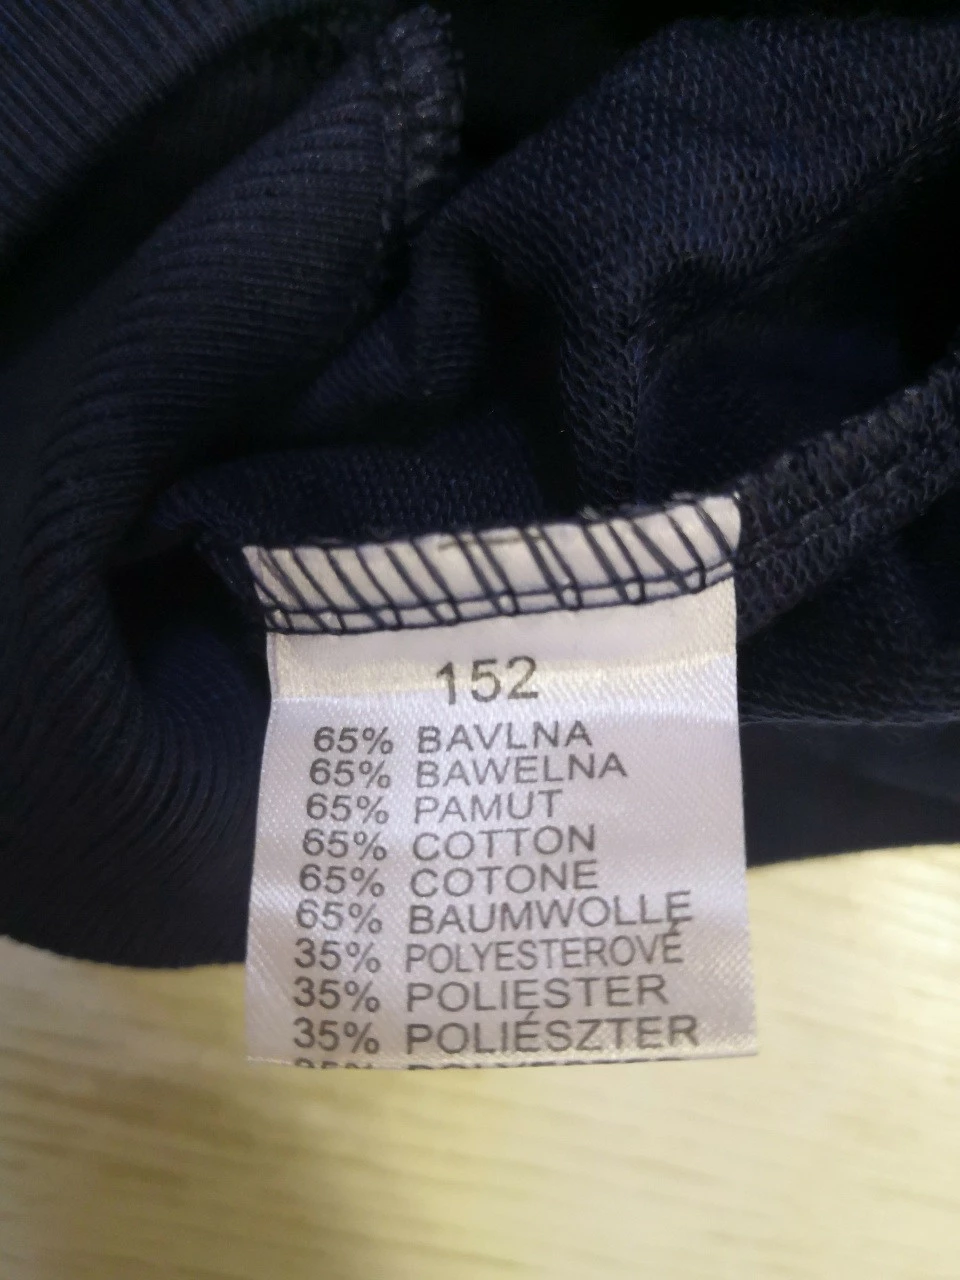 152
65% BAVLNA
65% BAWELNA
65% PAMUT
65% COTTON
65% COTONE
65% BAUMWOLLE
35% POLYESTEROVÉ
35% POLIESTER
35% POLIÉSZTER